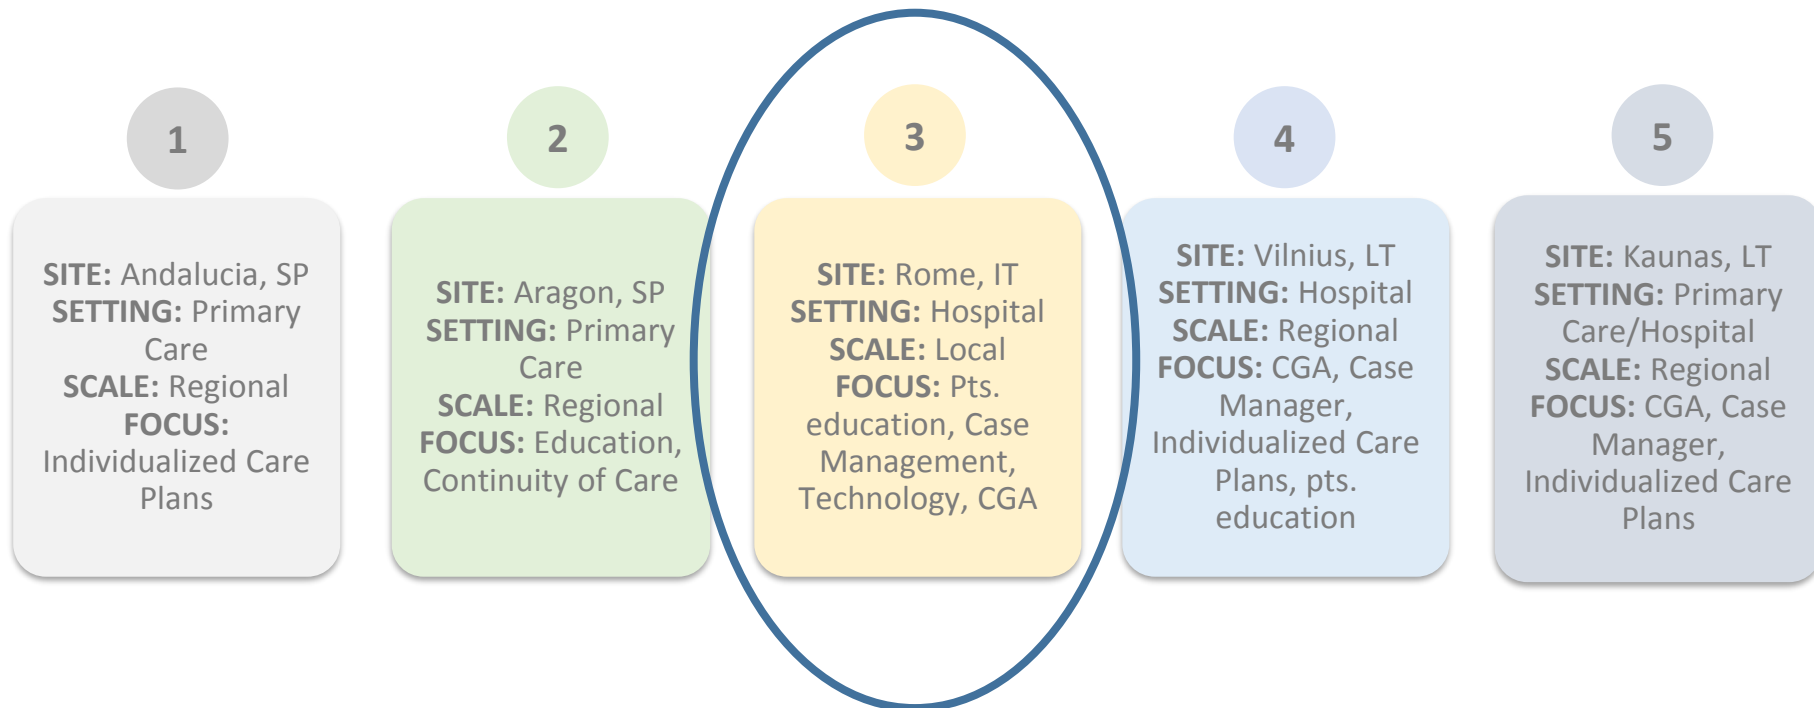 1
SITE: Andalucia, SP
SETTING: Primary
Care
SCALE: Regional
FOCUS:
Individualized Care
Plans
2
SITE: Aragon, SP
SETTING: Primary
Care
SCALE: Regional
FOCUS: Education,
Continuity of Care
3
SITE: Rome, IT
SETTING: Hospital
SCALE: Local
FOCUS: Pts.
education, Case
Management,
Technology, CGA
4
SITE: Vilnius, LT
SETTING: Hospital
SCALE: Regional
FOCUS: CGA, Case
Manager,
Individualized Care
Plans, pts.
education
5
SITE: Kaunas, LT
SETTING: Primary
Care/Hospital
SCALE: Regional
FOCUS: CGA, Case
Manager,
Individualized Care
Plans